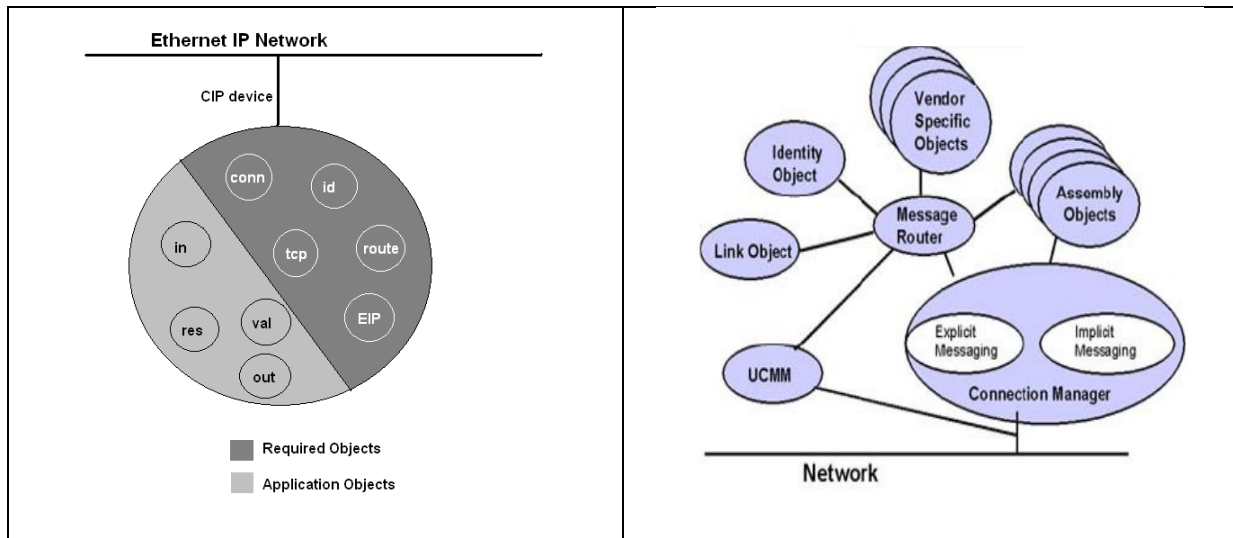 Ethernet IP Network
CIP device
conn
id
in
tcp
route
res
val
EIP
out
Required Objects
Application Objects
Vendor
Specific
Objects
Identity
Object
Assembly
Objects
Message
Router
Link Object
Explicit
Messaging
Implicit
Messaging
UCMM
Connection Manager
Network